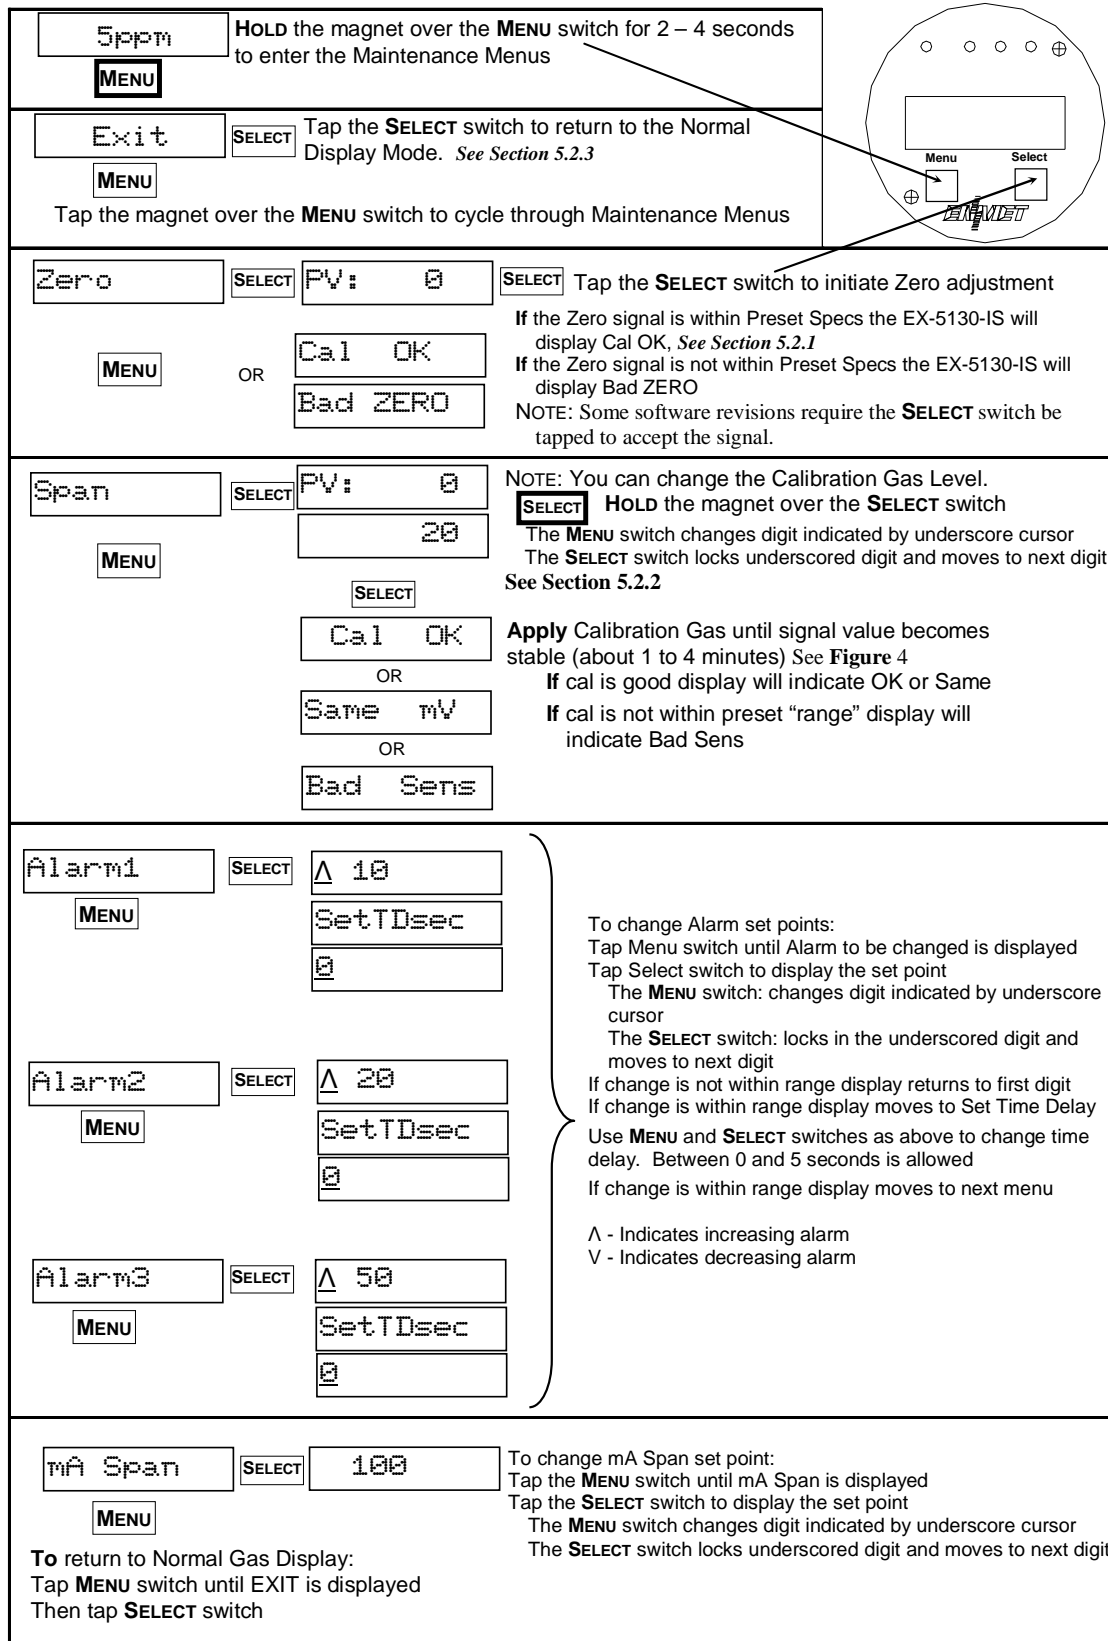 5ppm
MENU
HOLD the magnet over the MENU switch for 2 – 4 seconds
to enter the Maintenance Menus
Exit
SELECT
Tap the SELECT switch to return to the Normal
Display Mode. See Section 5.2.3
MENU
Tap the magnet over the MENU switch to cycle through Maintenance Menus
Menu
Select
ENMET
Zero
SELECT
PV: 0
SELECT
Tap the SELECT switch to initiate Zero adjustment
MENU
OR
Cal OK
Bad ZERO
If the Zero signal is within Preset Specs the EX-5130-IS will
display Cal OK, See Section 5.2.1
If the Zero signal is not within Preset Specs the EX-5130-IS will
display Bad ZERO
NOTE: Some software revisions require the SELECT switch be
tapped to accept the signal.
Span
SELECT
PV: 0
20
MENU
SELECT
Cal OK
OR
Same mV
OR
Bad Sens
NOTE: You can change the Calibration Gas Level.
SELECT HOLD the magnet over the SELECT switch
The MENU switch changes digit indicated by underscore cursor
The SELECT switch locks underscored digit and moves to next digit
See Section 5.2.2
Apply Calibration Gas until signal value becomes
stable (about 1 to 4 minutes) See Figure 4
If cal is good display will indicate OK or Same
If cal is not within preset “range” display will
indicate Bad Sens
Alarm1
SELECT
Λ 10
MENU
SetTDsec
0
Alarm2
SELECT
Λ 20
MENU
SetTDsec
0
Alarm3
SELECT
Λ 50
MENU
SetTDsec
0
To change Alarm set points:
Tap Menu switch until Alarm to be changed is displayed
Tap Select switch to display the set point
The MENU switch: changes digit indicated by underscore
cursor
The SELECT switch: locks in the underscored digit and
moves to next digit
If change is not within range display returns to first digit
If change is within range display moves to Set Time Delay
Use MENU and SELECT switches as above to change time
delay. Between 0 and 5 seconds is allowed
If change is within range display moves to next menu
Λ - Indicates increasing alarm
V - Indicates decreasing alarm
mA Span
SELECT
100
MENU
To return to Normal Gas Display:
Tap MENU switch until EXIT is displayed
Then tap SELECT switch
To change mA Span set point:
Tap the MENU switch until mA Span is displayed
Tap the SELECT switch to display the set point
The MENU switch changes digit indicated by underscore cursor
The SELECT switch locks underscored digit and moves to next digit